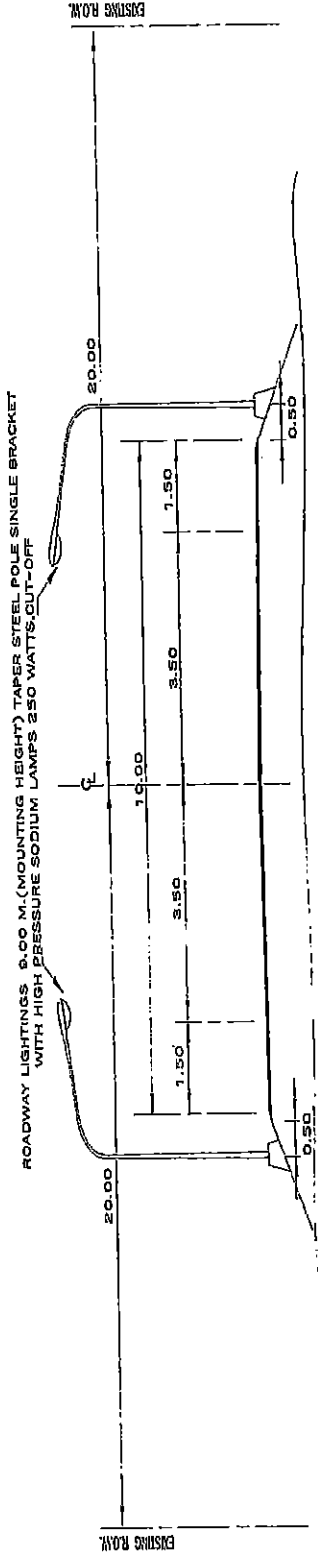 ROADWAY LIGHTINGS 9.00 M.(MOUNTING HEIGHT) TAPER STEEL POLE SINGLE BRACKET
WITH HIGH PRESSURE SODIUM LAMPS 250 WATTS.CUT-OFF
EXISTING R.O.W.
20.00
CL
20.00
EXISTING R.O.W.
10.00
1.50
3.50
3.50
1.50
0.50
0.50